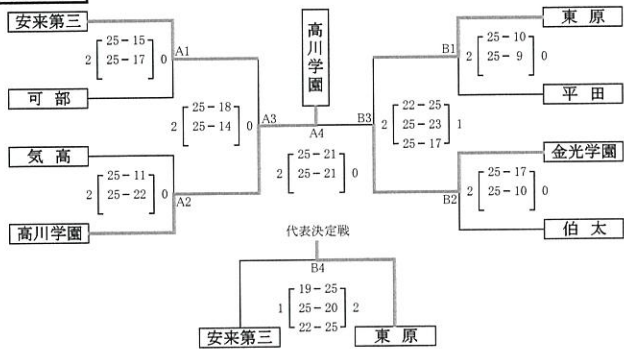 安来第三
2 25－15 0
25－17
A1
可部
2 25－18 0
25－14
A3
気高
2 25－11 0
25－22
A2
高川学園
高川学園
A4
2 25－21 0
25－21
東原
B1
2 25－10 0
25－9
平田
B3
2 22－25 1
25－23
25－17
金光学園
B2
2 25－17 0
25－10
伯太
代表決定戦
B4
1 19－25 2
25－20
22－25
安来第三
東原